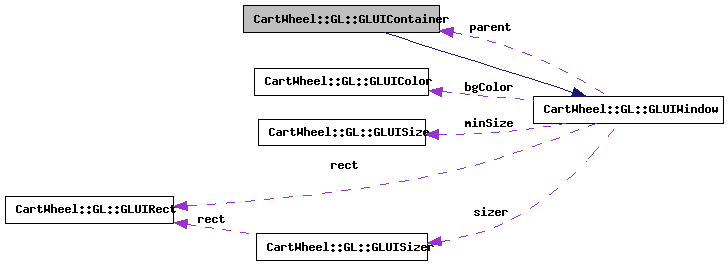 CartWheel::GL::GLUIContainer
parent
CartWheel::GL::GLUIColor
bgColor
CartWheel::GL::GLUIWindow
CartWheel::GL::GLUISize
minSize
rect
CartWheel::GL::GLUIRect
rect
sizer
CartWheel::GL::GLUISizer